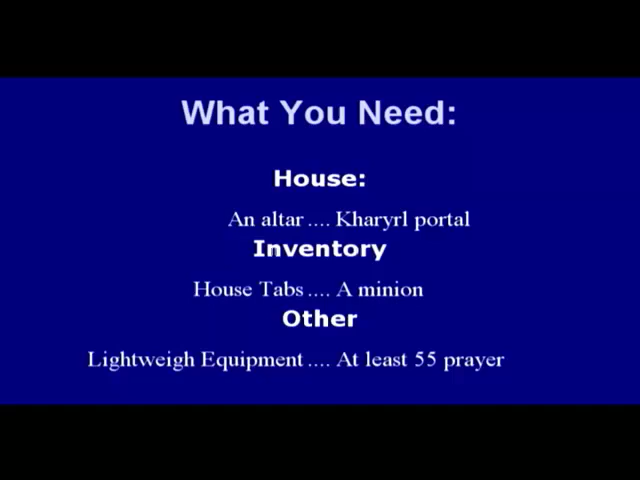 What You Need:
House:
An altar .... Kharyrl portal
Inventory
House Tabs .... A minion
Other
Lightweigh Equipment .... At least 55 prayer